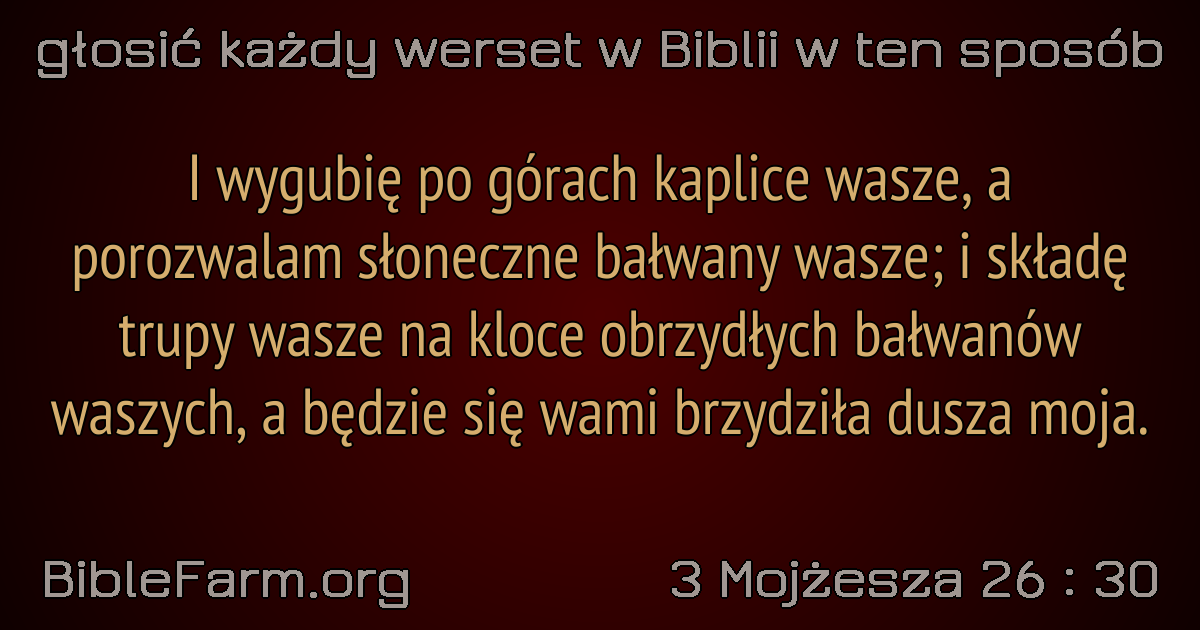 głosić każdy werset w Biblii w ten sposób
I wygubię po górach kaplice wasze, a
porozwalam słoneczne bałwany wasze; i składę
trupy wasze na kloce obrzydłych bałwanów
waszych, a będzie się wami brzydziła dusza moja.
BibleFarm.org
3 Mojżesza 26 : 30